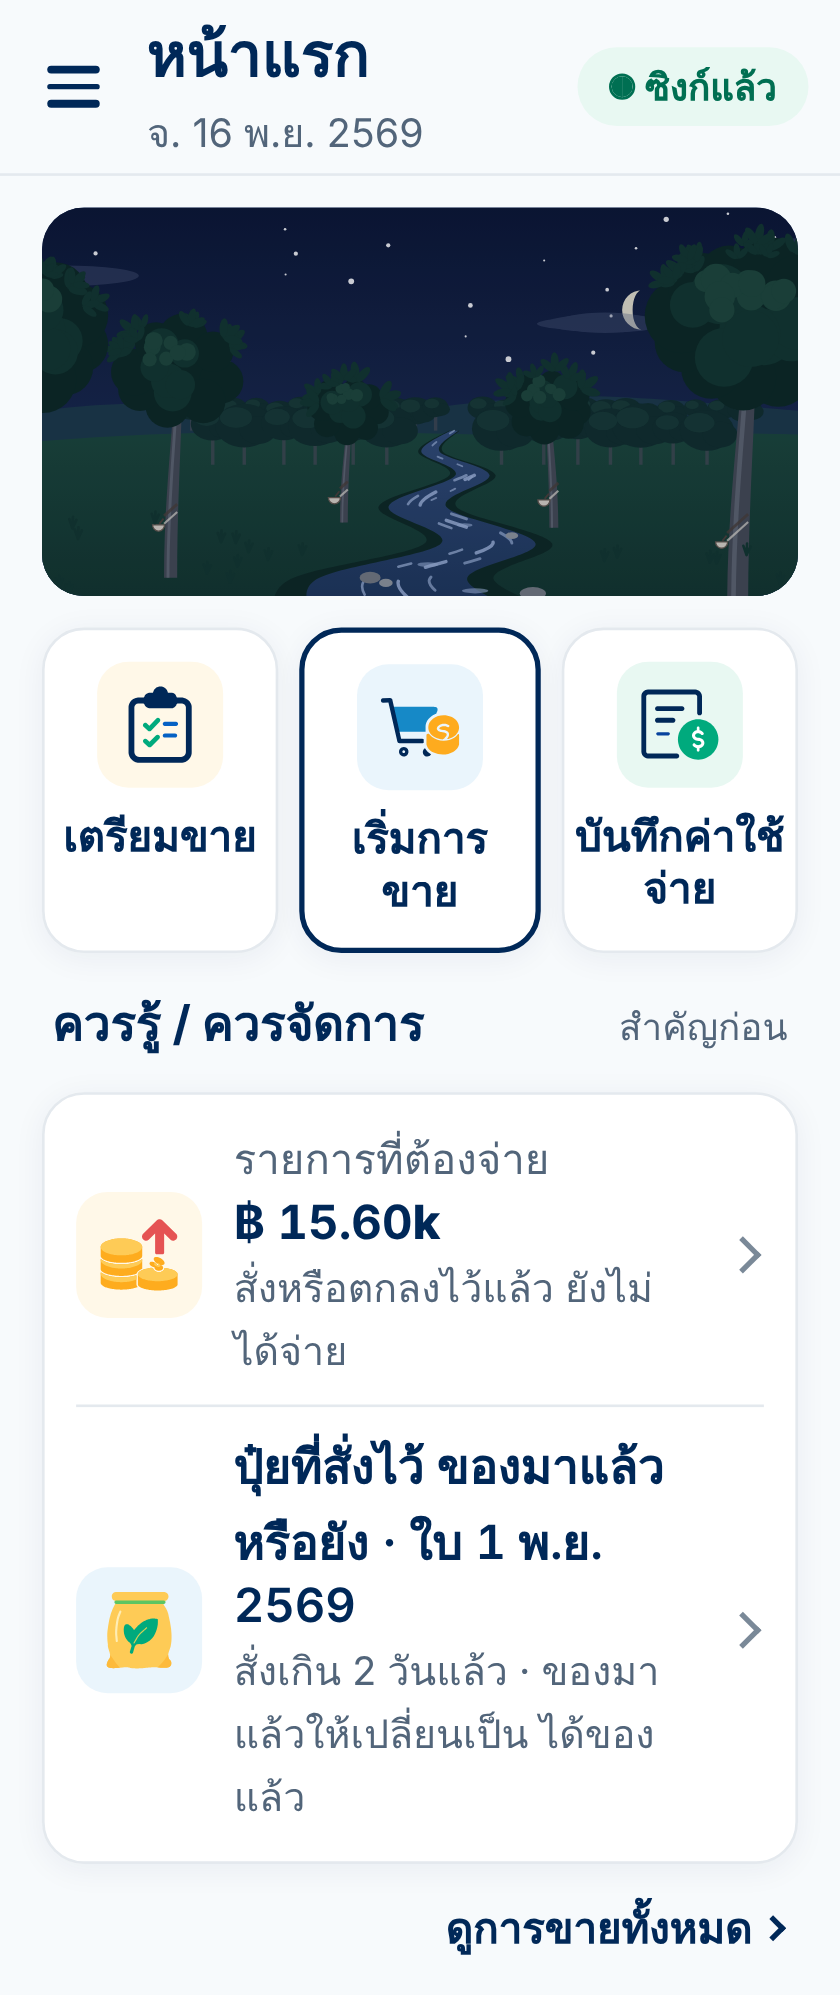 หน้าแรก
จ. 16 พ.ย. 2569
ซิงก์แล้ว
เตรียมขาย
เริ่มการ
ขาย
บันทึกค่าใช้
จ่าย
ควรรู้ / ควรจัดการ
สำคัญก่อน
รายการที่ต้องจ่าย
฿ 15.60k
สั่งหรือตกลงไว้แล้ว ยังไม่
ได้จ่าย
ปุ๋ยที่สั่งไว้ ของมาแล้ว
หรือยัง · ใบ 1 พ.ย.
2569
สั่งเกิน 2 วันแล้ว · ของมา
แล้วให้เปลี่ยนเป็น ได้ของ
แล้ว
ดูการขายทั้งหมด